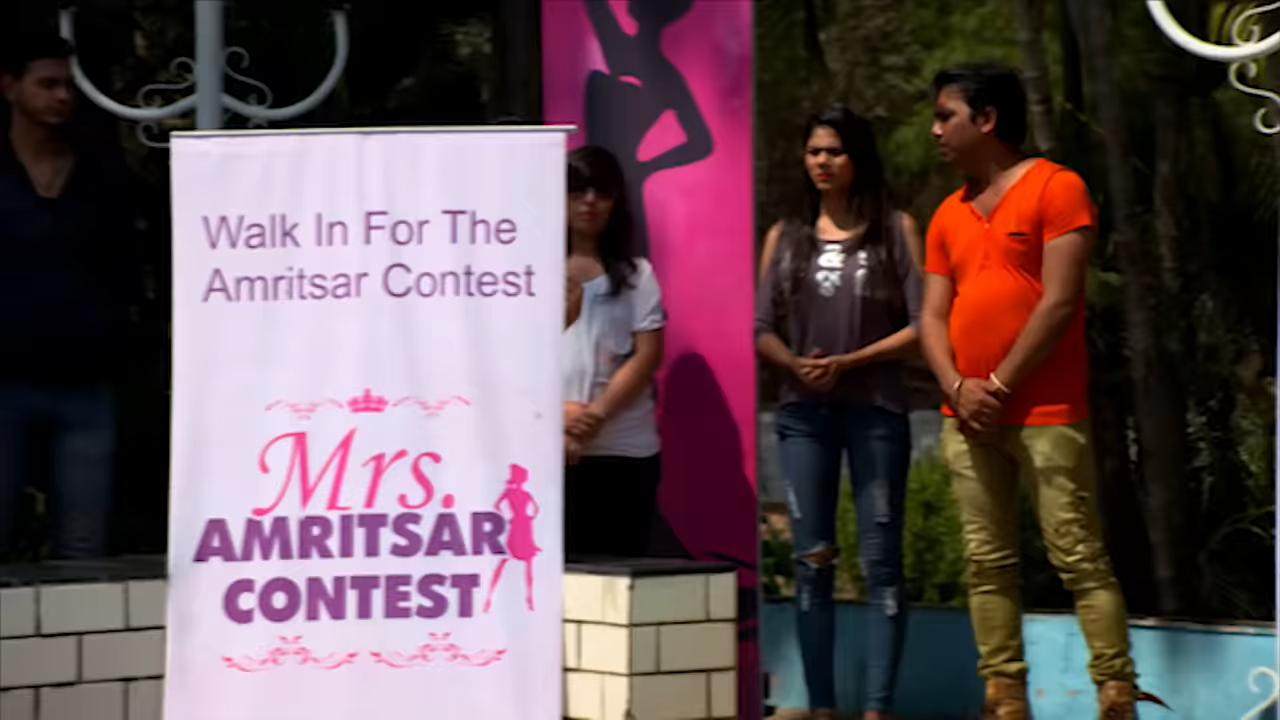 Walk In For The
Amritsar Contest
Mrs.
AMRITSAR
CONTEST